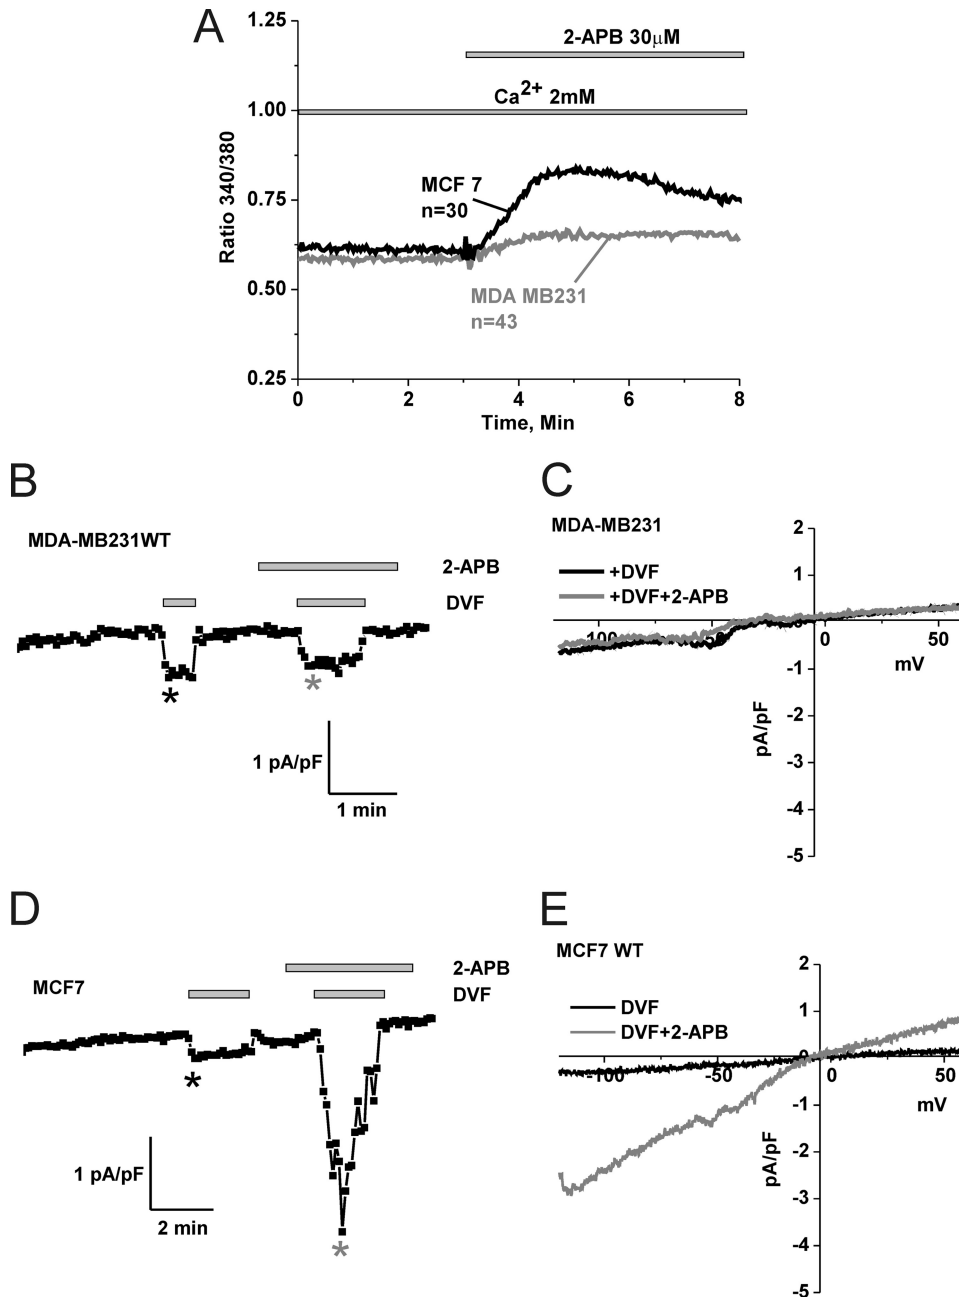 A
1.25
2-APB 30μM
1.00
Ca2+ 2mM
Ratio 340/380
MCF 7
n=30
0.75
0.50
MDA MB231
n=43
0.25
0 2 4 6 8
Time, Min
B
MDA-MB231WT
2-APB
DVF
*
*
1 pA/pF
1 min
C
MDA-MB231
+DVF
+DVF+2-APB
2
1
-100 -50 0 50
mV
-1
pA/pF
-2
-3
-4
-5
D
MCF7
2-APB
DVF
*
1 pA/pF
2 min
*
E
MCF7 WT
DVF
DVF+2-APB
2
1
0
-100 -50 0 50
mV
-1
pA/pF
-2
-3
-4
-5